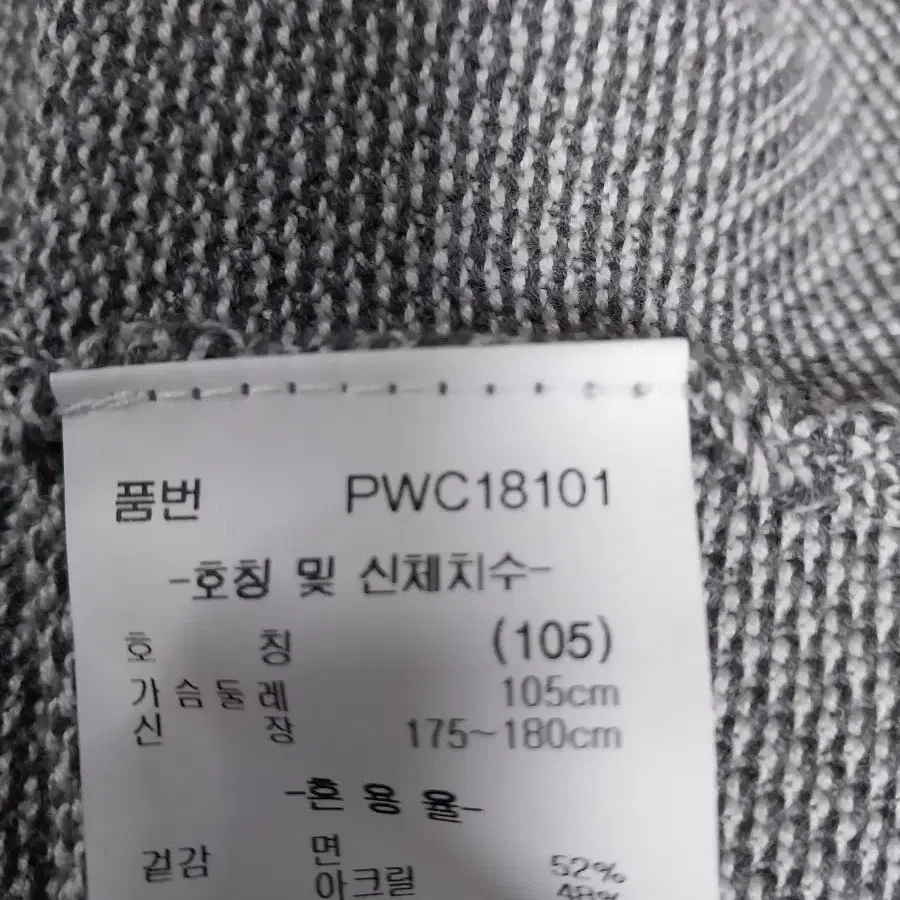 품번 PWC18101
-호칭 및 신체치수-
호 칭 (105)
가슴둘레 105cm
신 장 175~180cm
-혼용율-
겉감 면 52%
아크릴 48%